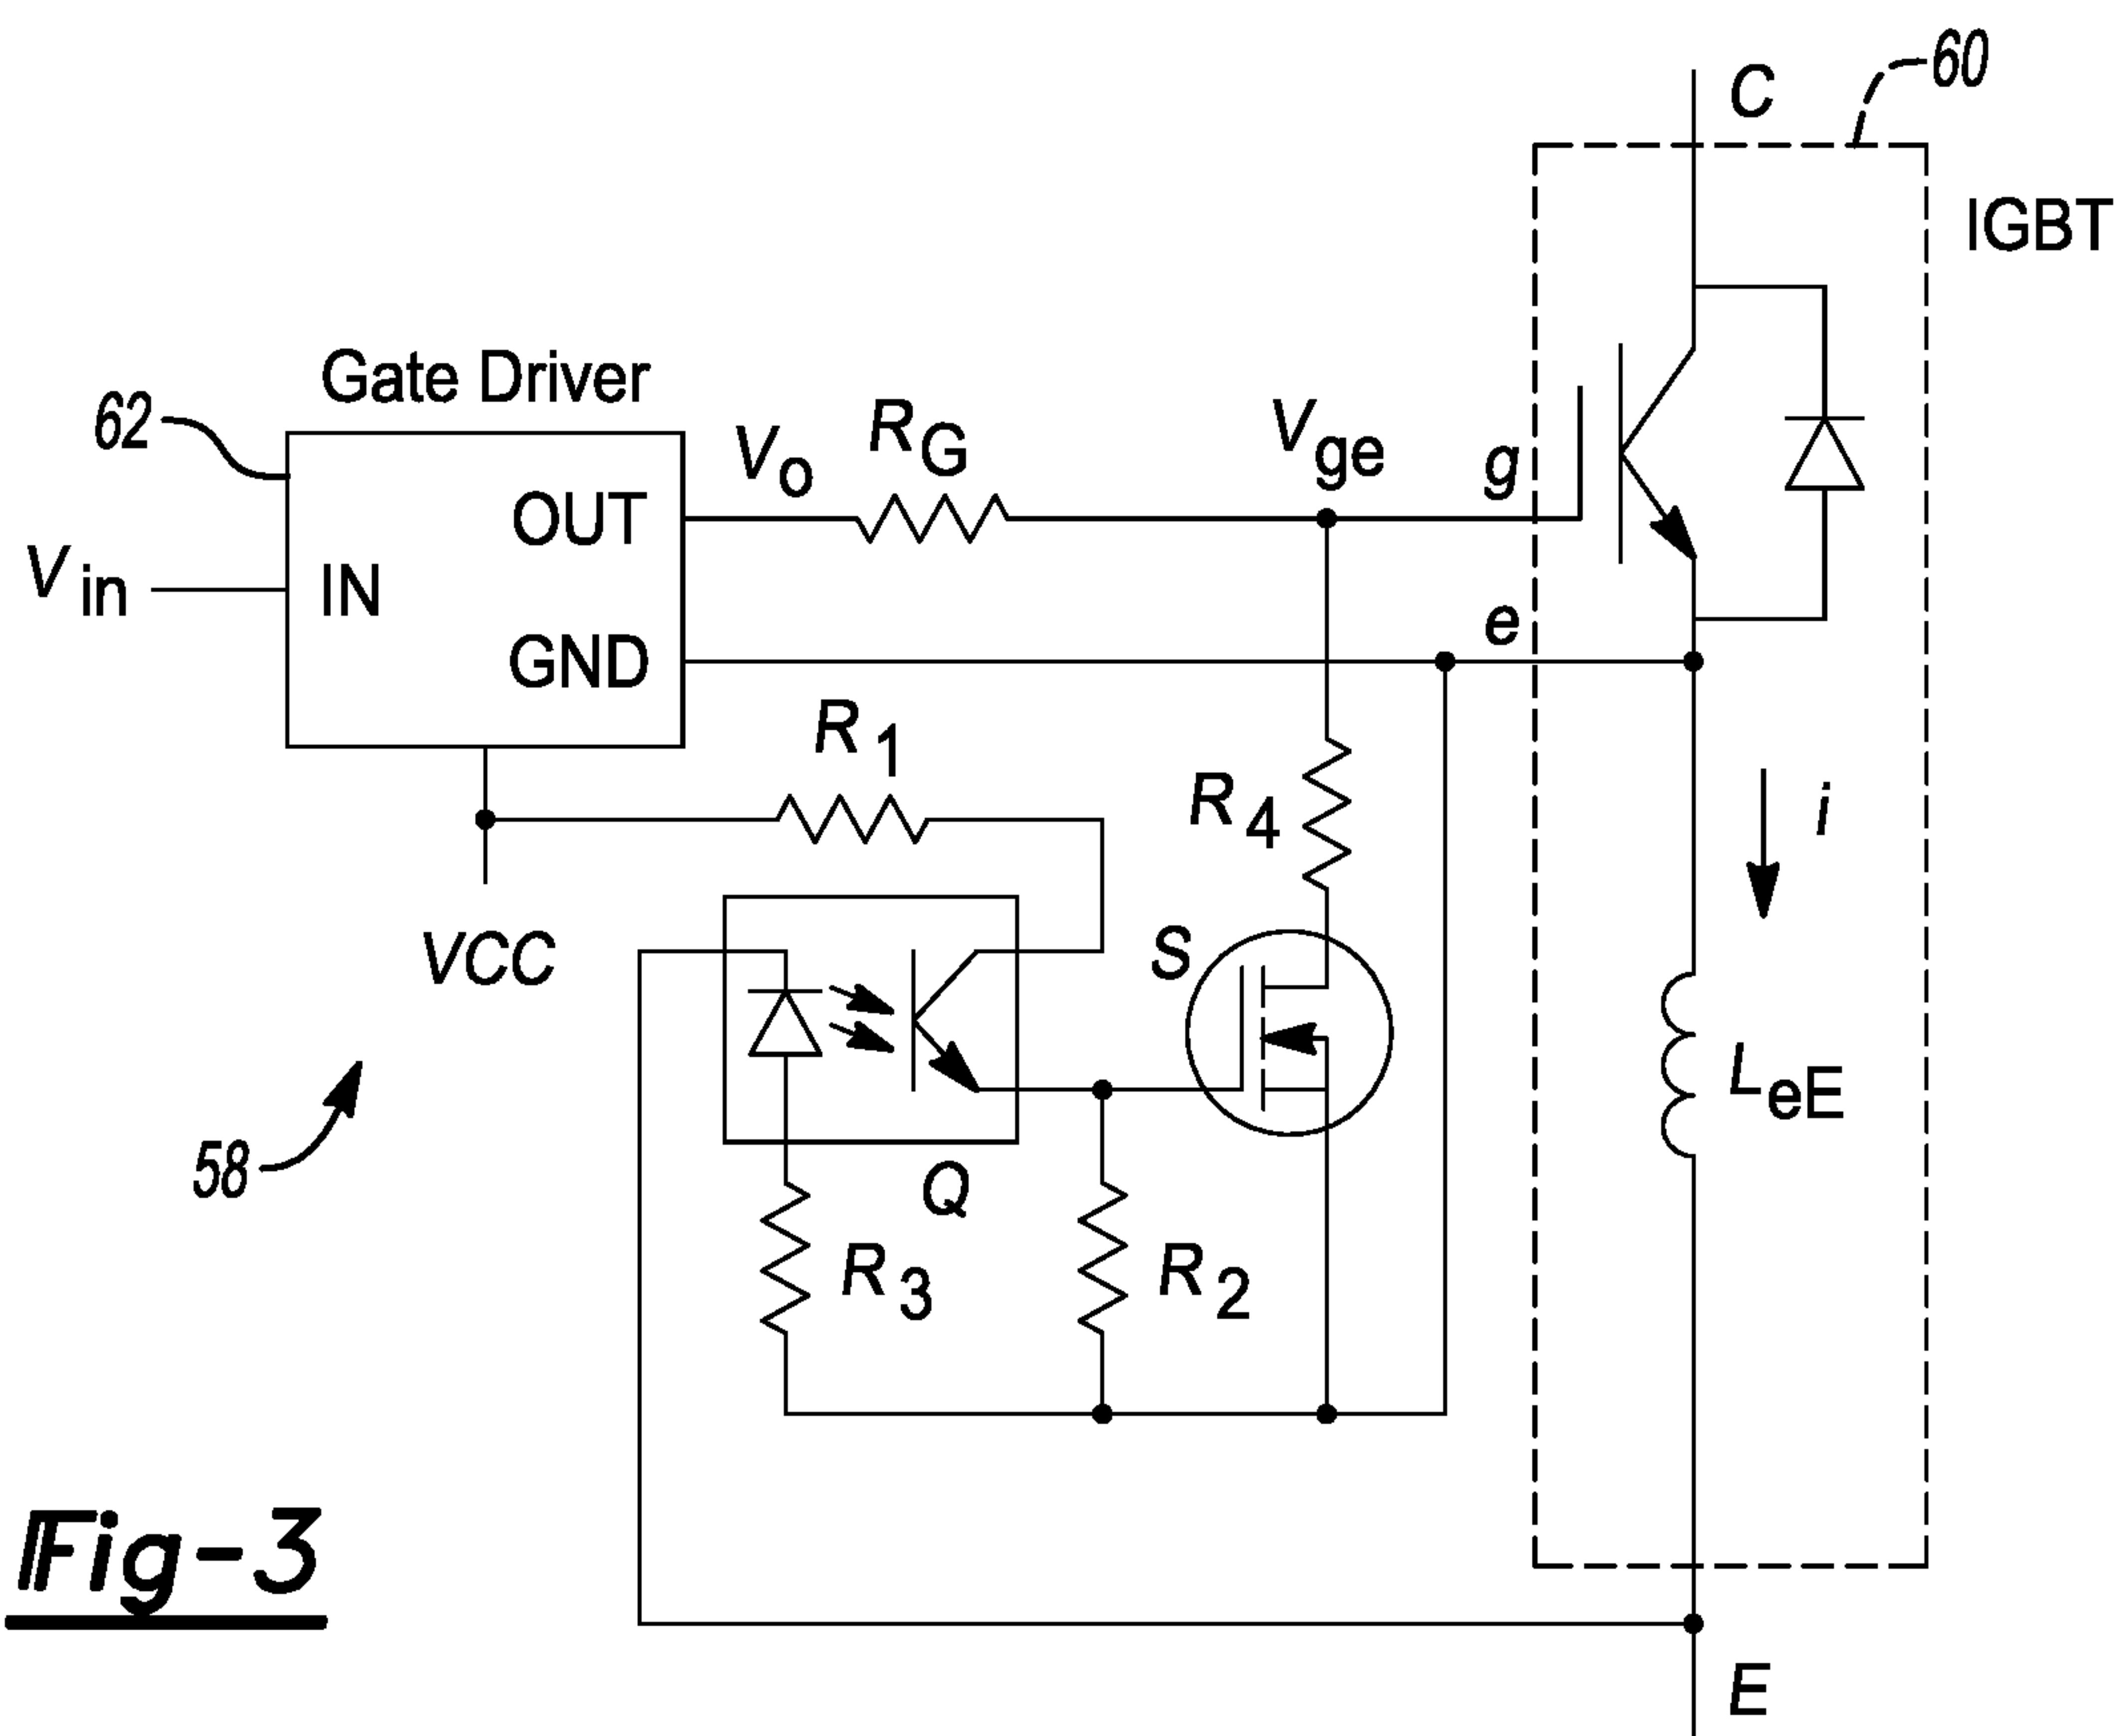 60
C
IGBT
Gate Driver
62
Vo
RG
Vge
g
OUT
Vin
IN
e
GND
R1
R4
i
VCC
S
LeE
58
Q
R3
R2
Fig-3
E